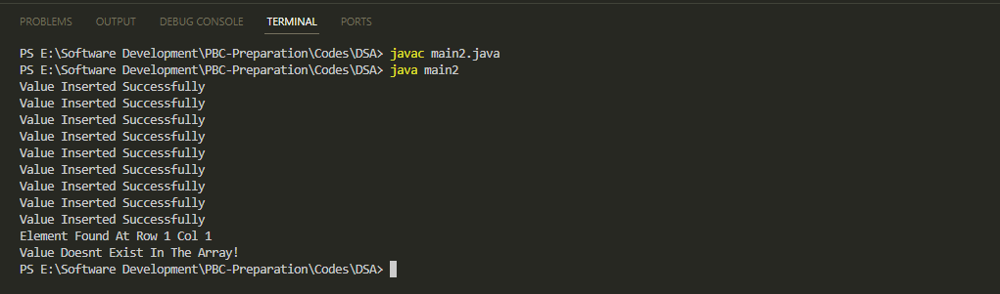 PROBLEMS OUTPUT DEBUG CONSOLE TERMINAL PORTS
PS E:\Software Development\PBC-Preparation\Codes\DSA> javac main2.java
PS E:\Software Development\PBC-Preparation\Codes\DSA> java main2
Value Inserted Successfully
Value Inserted Successfully
Value Inserted Successfully
Value Inserted Successfully
Value Inserted Successfully
Value Inserted Successfully
Value Inserted Successfully
Value Inserted Successfully
Value Inserted Successfully
Element Found At Row 1 Col 1
Value Doesnt Exist In The Array!
PS E:\Software Development\PBC-Preparation\Codes\DSA>